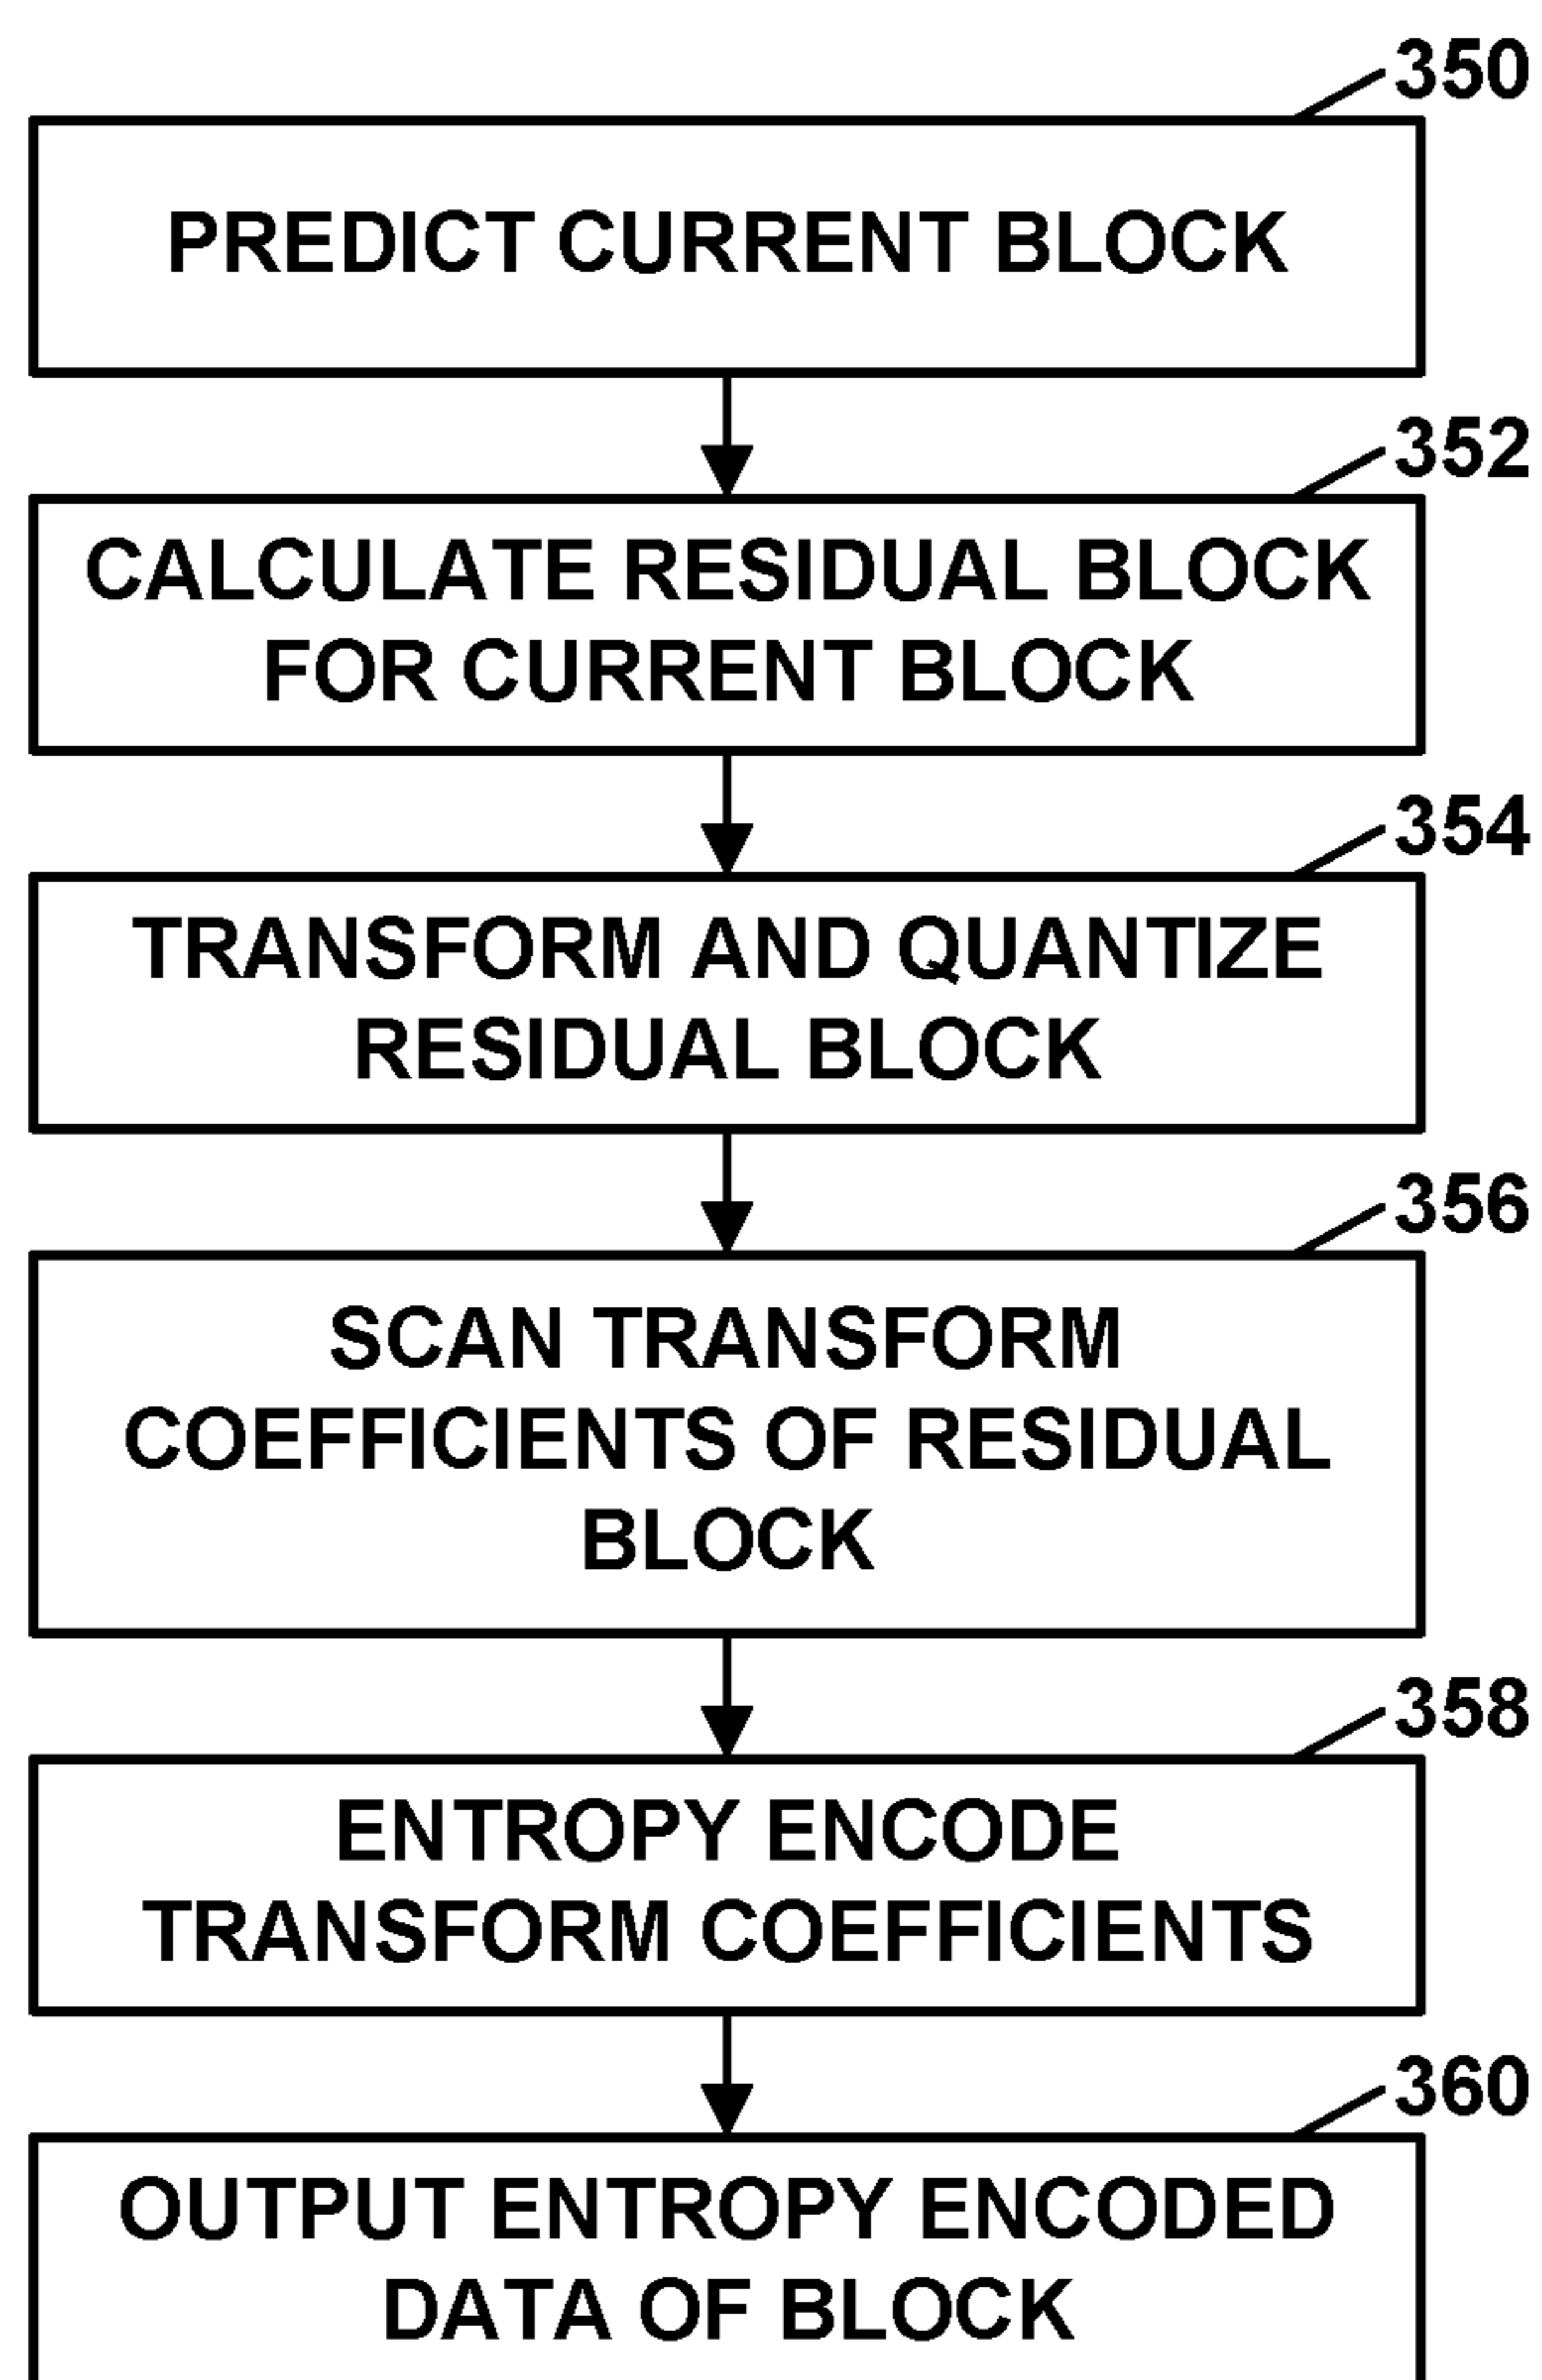 350
PREDICT CURRENT BLOCK
352
CALCULATE RESIDUAL BLOCK
FOR CURRENT BLOCK
354
TRANSFORM AND QUANTIZE
RESIDUAL BLOCK
356
SCAN TRANSFORM
COEFFICIENTS OF RESIDUAL
BLOCK
358
ENTROPY ENCODE
TRANSFORM COEFFICIENTS
360
OUTPUT ENTROPY ENCODED
DATA OF BLOCK